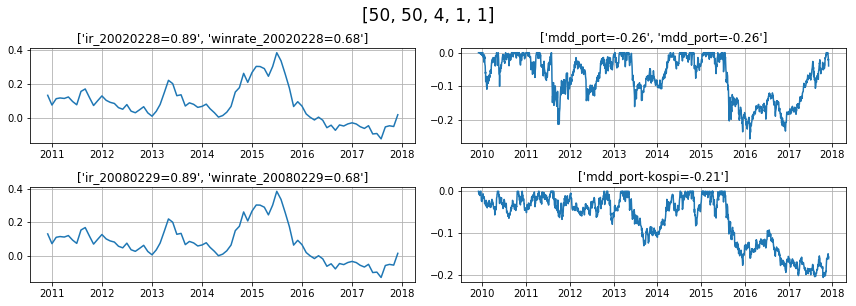 [50, 50, 4, 1, 1]
['ir_20020228=0.89', 'winrate_20020228=0.68']
0.4
0.2
0.0
2011 2012 2013 2014 2015 2016 2017 2018
['mdd_port=-0.26', 'mdd_port=-0.26']
0.0
−0.1
−0.2
2010 2011 2012 2013 2014 2015 2016 2017 2018
['ir_20080229=0.89', 'winrate_20080229=0.68']
0.4
0.2
0.0
2011 2012 2013 2014 2015 2016 2017 2018
['mdd_port-kospi=-0.21']
0.0
−0.1
−0.2
2010 2011 2012 2013 2014 2015 2016 2017 2018